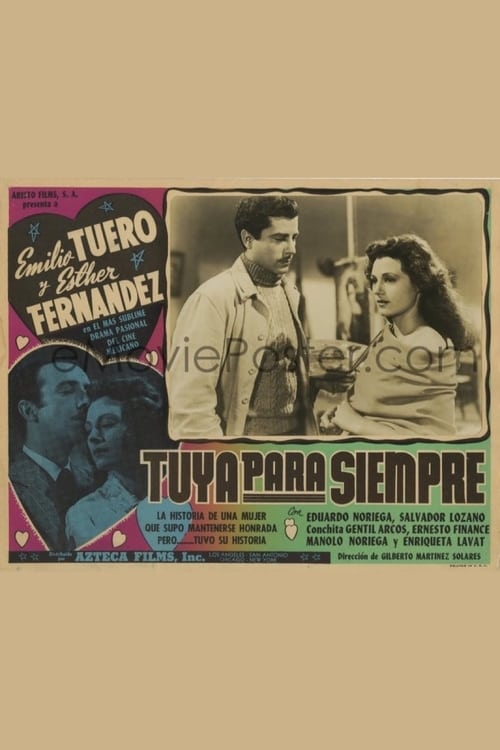 ARISTO FILMS, S. A.
presenta a
Emilio TUERO
y Esther
FERNANDEZ
en EL MAS SUBLIME
DRAMA PASIONAL
DEL CINE
MEXICANO
eMoviePoster.com
TUYA PARA SIEMPRE
LA HISTORIA DE UNA MUJER
QUE SUPO MANTENERSE HONRADA
PERO......TUVO SU HISTORIA
Con EDUARDO NORIEGA, SALVADOR LOZANO
Conchita GENTIL ARCOS, ERNESTO FINANCE
MANOLO NORIEGA y ENRIQUETA LAVAT
Dirección de GILBERTO MARTINEZ SOLARES
Distribuida por AZTECA FILMS, Inc. LOS ANGELES - SAN ANTONIO
CHICAGO - NEW YORK